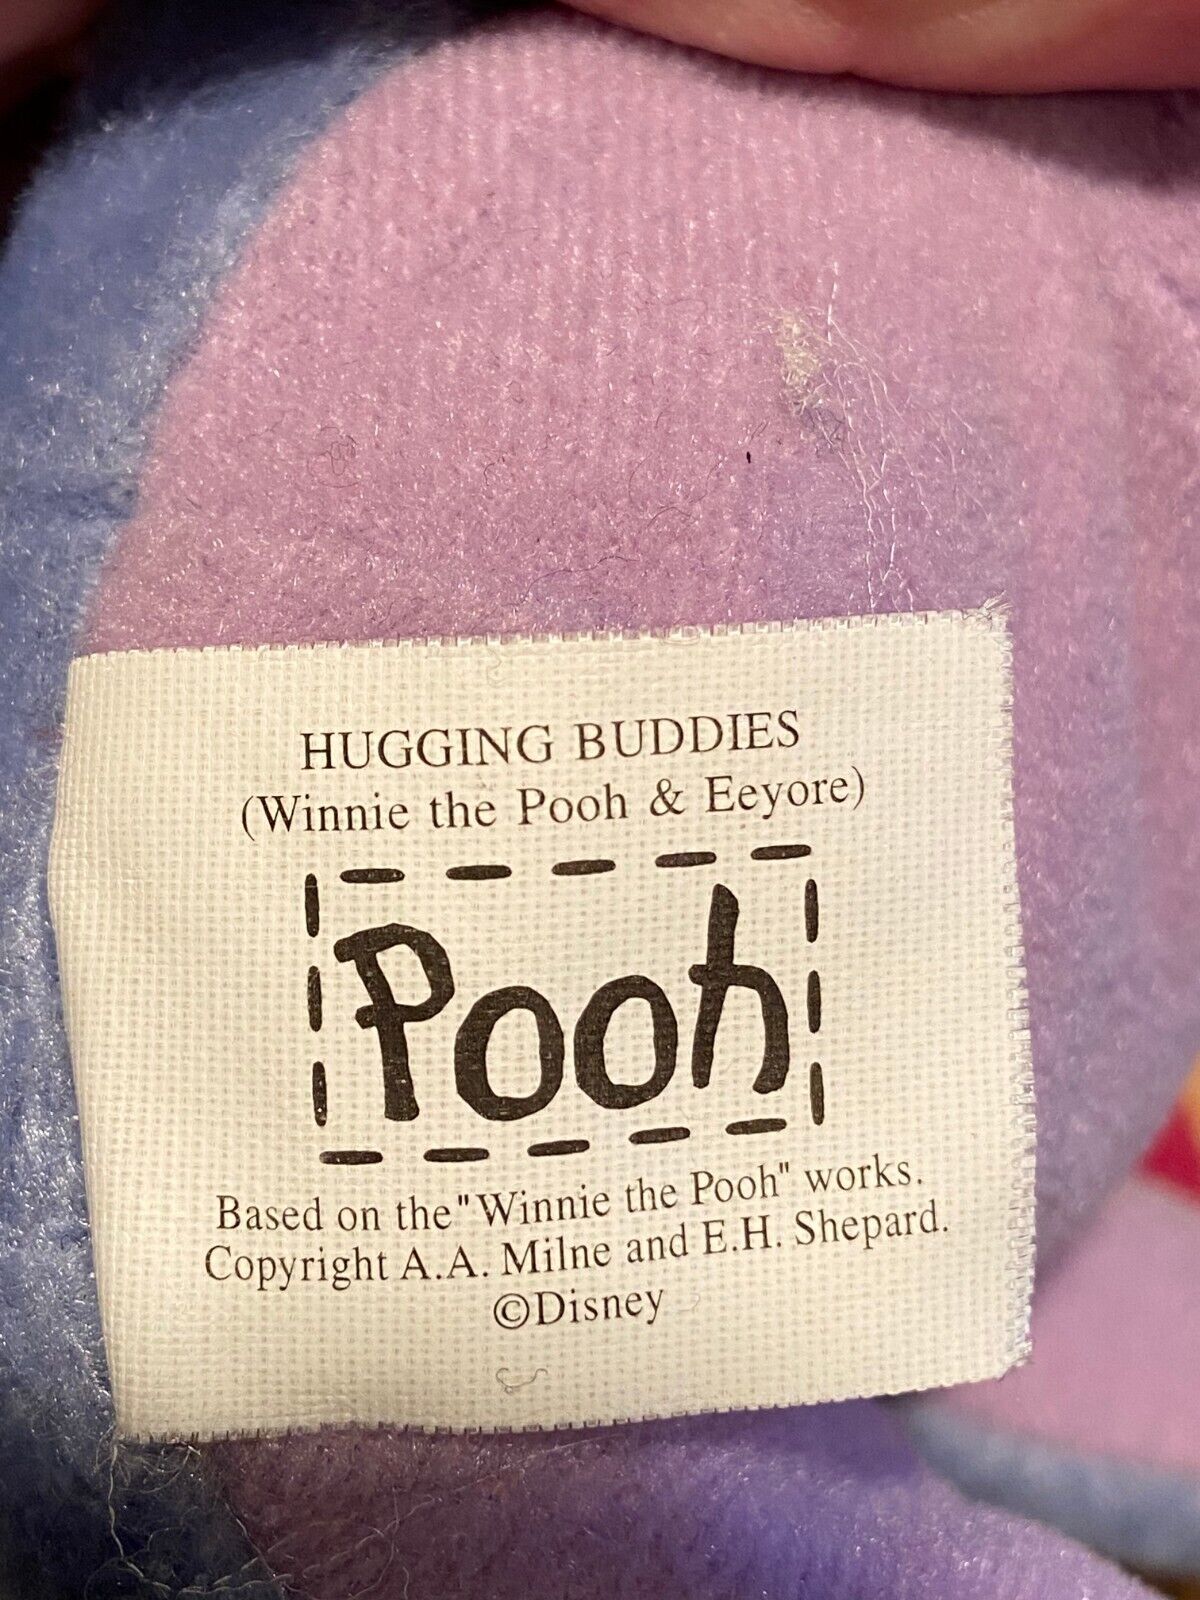 HUGGING BUDDIES
(Winnie the Pooh & Eeyore)
Pooh
Based on the "Winnie the Pooh" works.
Copyright A.A. Milne and E.H. Shepard.
©Disney